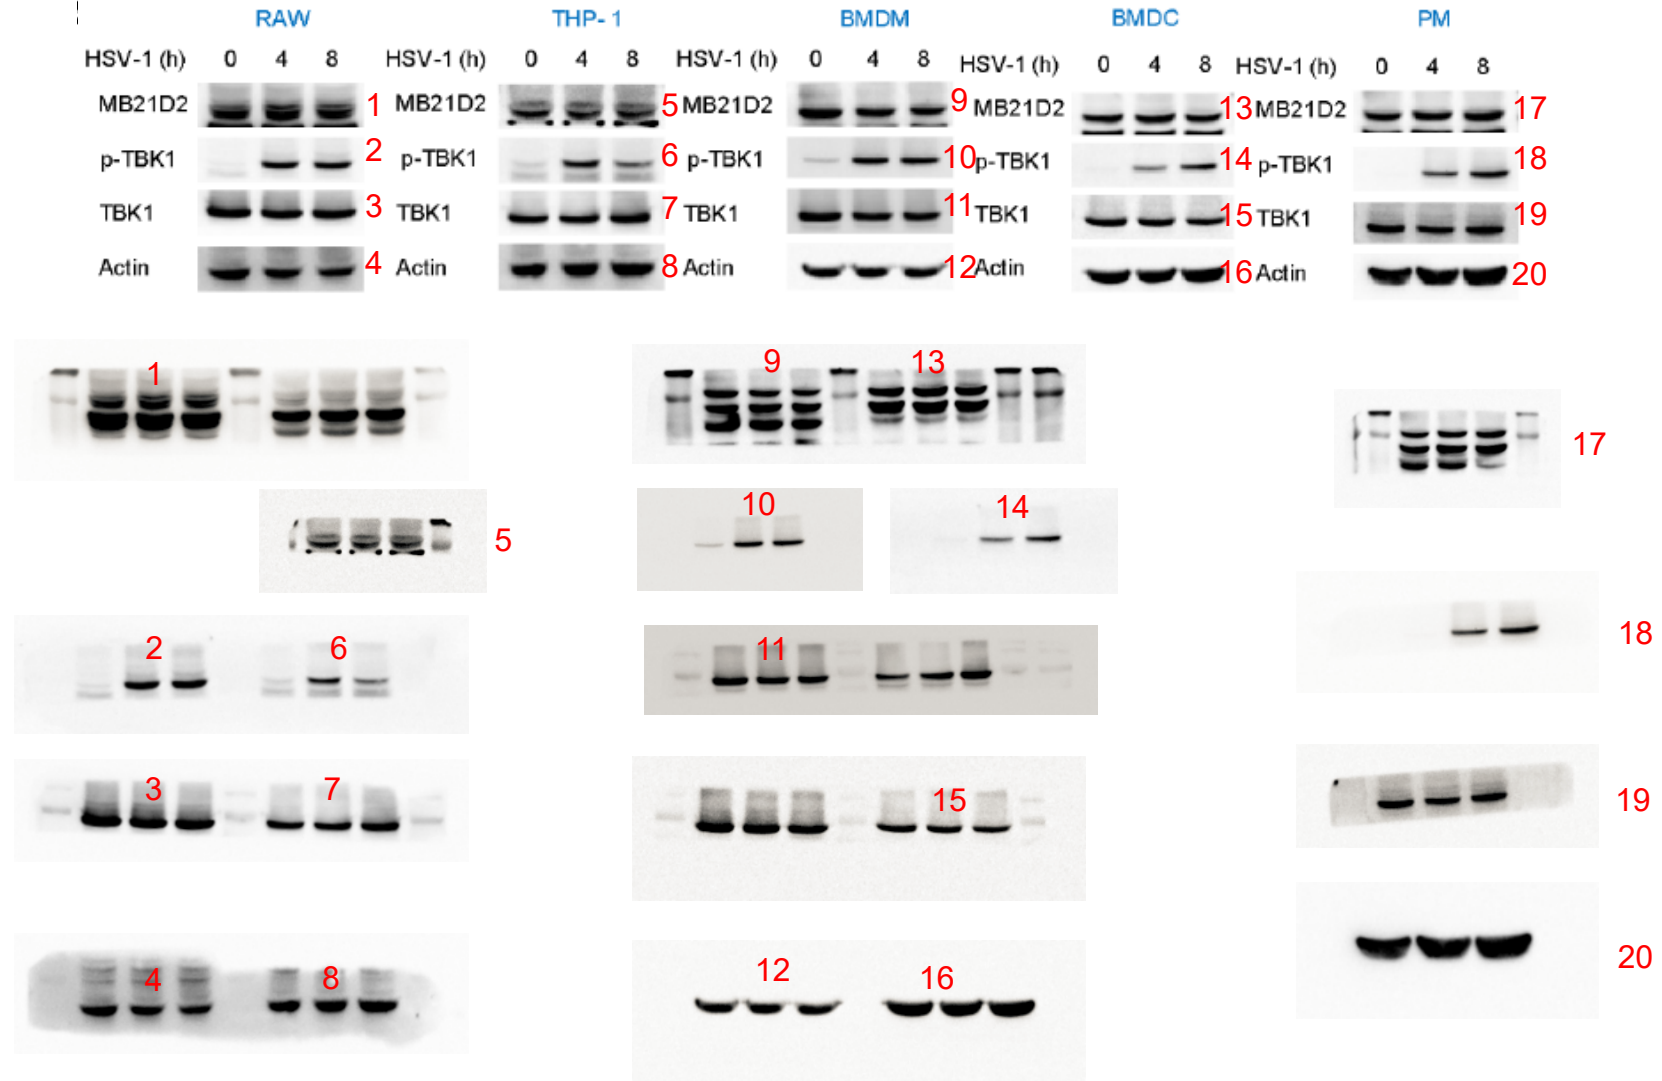 RAW THP- 1 BMDM BMDC PM
HSV-1 (h) 0 4 8 HSV-1 (h) 0 4 8 HSV-1 (h) 0 4 8 HSV-1 (h) 0 4 8 HSV-1 (h) 0 4 8
MB21D2 1 MB21D2 5 MB21D2 9 MB21D2 13 MB21D2 17
p-TBK1 2 p-TBK1 6 p-TBK1 10 p-TBK1 14 p-TBK1 18
TBK1 3 TBK1 7 TBK1 11 TBK1 15 TBK1 19
Actin 4 Actin 8 Actin 12 Actin 16 Actin 20
1 9 13
17
5 10 14
2 6 11 18
3 7 15 19
4 8 12 16 20